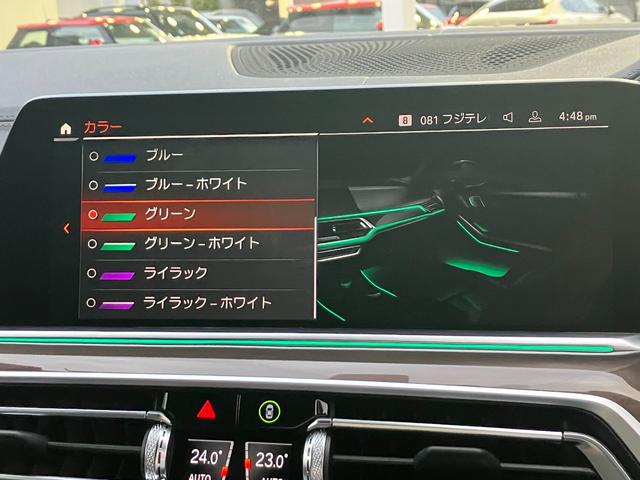 カラー
8 081 フジテレ 4:48 pm
ブルー
ブルー – ホワイト
グリーン
グリーン – ホワイト
ライラック
ライラック – ホワイト
24.0° 23.0°
AUTO AUTO